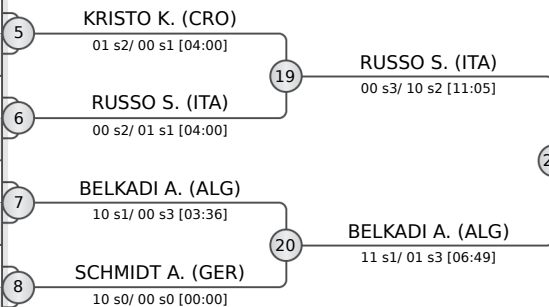 KRISTO K. (CRO)
5
01 s2/ 00 s1 [04:00]
RUSSO S. (ITA)
19
00 s3/ 10 s2 [11:05]
RUSSO S. (ITA)
6
00 s2/ 01 s1 [04:00]
BELKADI A. (ALG)
7
10 s1/ 00 s3 [03:36]
BELKADI A. (ALG)
20
11 s1/ 01 s3 [06:49]
SCHMIDT A. (GER)
8
10 s0/ 00 s0 [00:00]